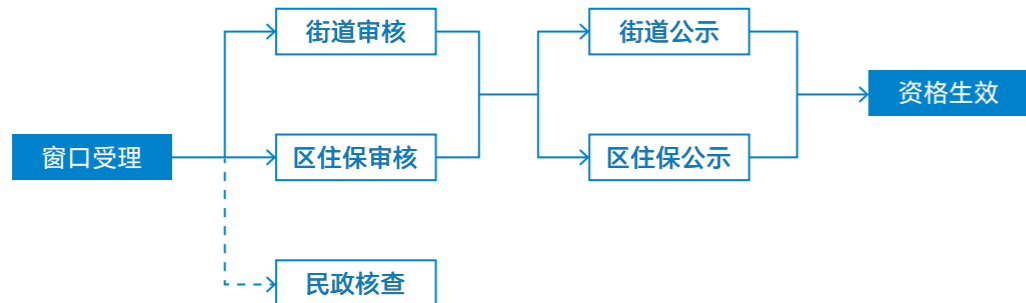 街道审核
街道公示
资格生效
窗口受理
区住保审核
区住保公示
民政核查